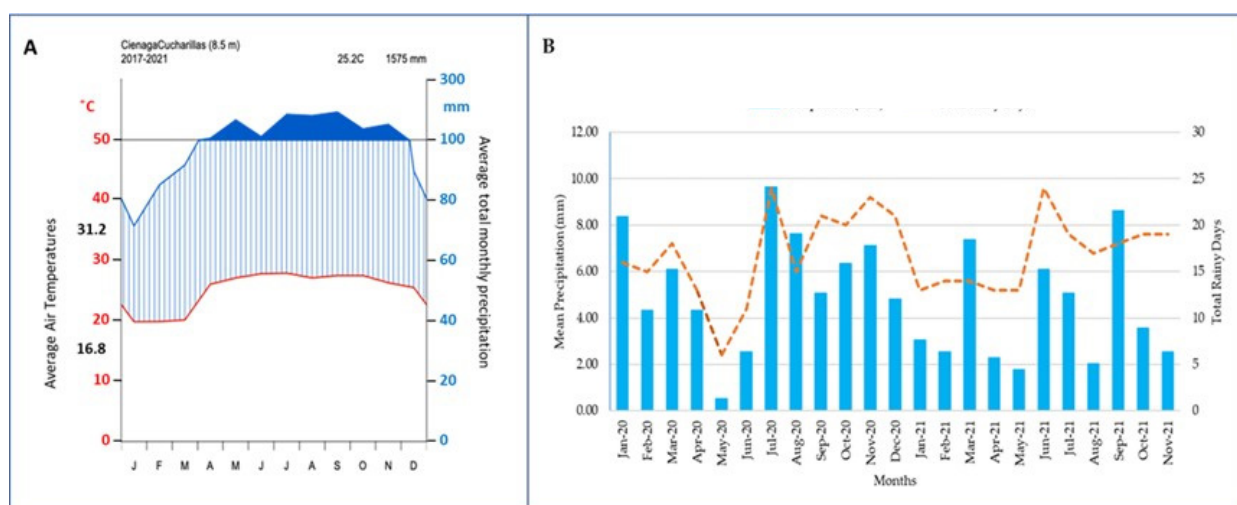 A
CienagaCucharillas (8.5 m)
2017-2021 25.2C 1575 mm
°C
50
40
31.2
30
20
16.8
10
0
Average Air Temperatures
300
mm
100
80
60
40
20
0
Average total monthly precipitation
J F M A M J J A S O N D
B
12.00
10.00
8.00
6.00
4.00
2.00
0.00
Mean Precipitation (mm)
30
25
20
15
10
5
0
Total Rainy Days
Jan-20
Feb-20
Mar-20
Apr-20
May-20
Jun-20
Jul-20
Aug-20
Sep-20
Oct-20
Nov-20
Dec-20
Jan-21
Feb-21
Mar-21
Apr-21
May-21
Jun-21
Jul-21
Aug-21
Sep-21
Oct-21
Nov-21
Months